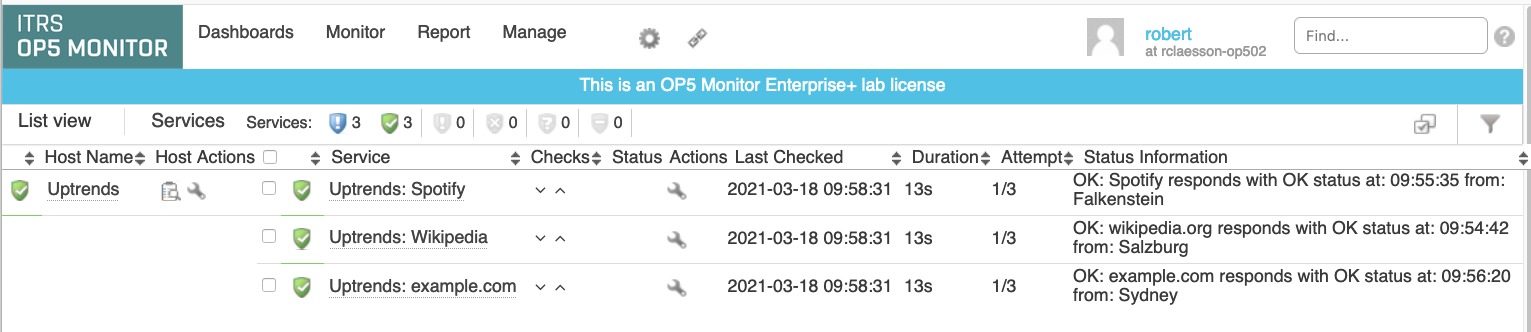 ITRS
OP5 MONITOR
Dashboards Monitor Report Manage
robert
at rclaesson-op502
Find...
?
This is an OP5 Monitor Enterprise+ lab license
List view Services Services: 3 3 0 0 0 0
Host Name Host Actions Service Checks Status Actions Last Checked Duration Attempt Status Information
Uptrends Uptrends: Spotify 2021-03-18 09:58:31 13s 1/3 OK: Spotify responds with OK status at: 09:55:35 from:
Falkenstein
Uptrends: Wikipedia 2021-03-18 09:58:31 13s 1/3 OK: wikipedia.org responds with OK status at: 09:54:42
from: Salzburg
Uptrends: example.com 2021-03-18 09:58:31 13s 1/3 OK: example.com responds with OK status at: 09:56:20
from: Sydney